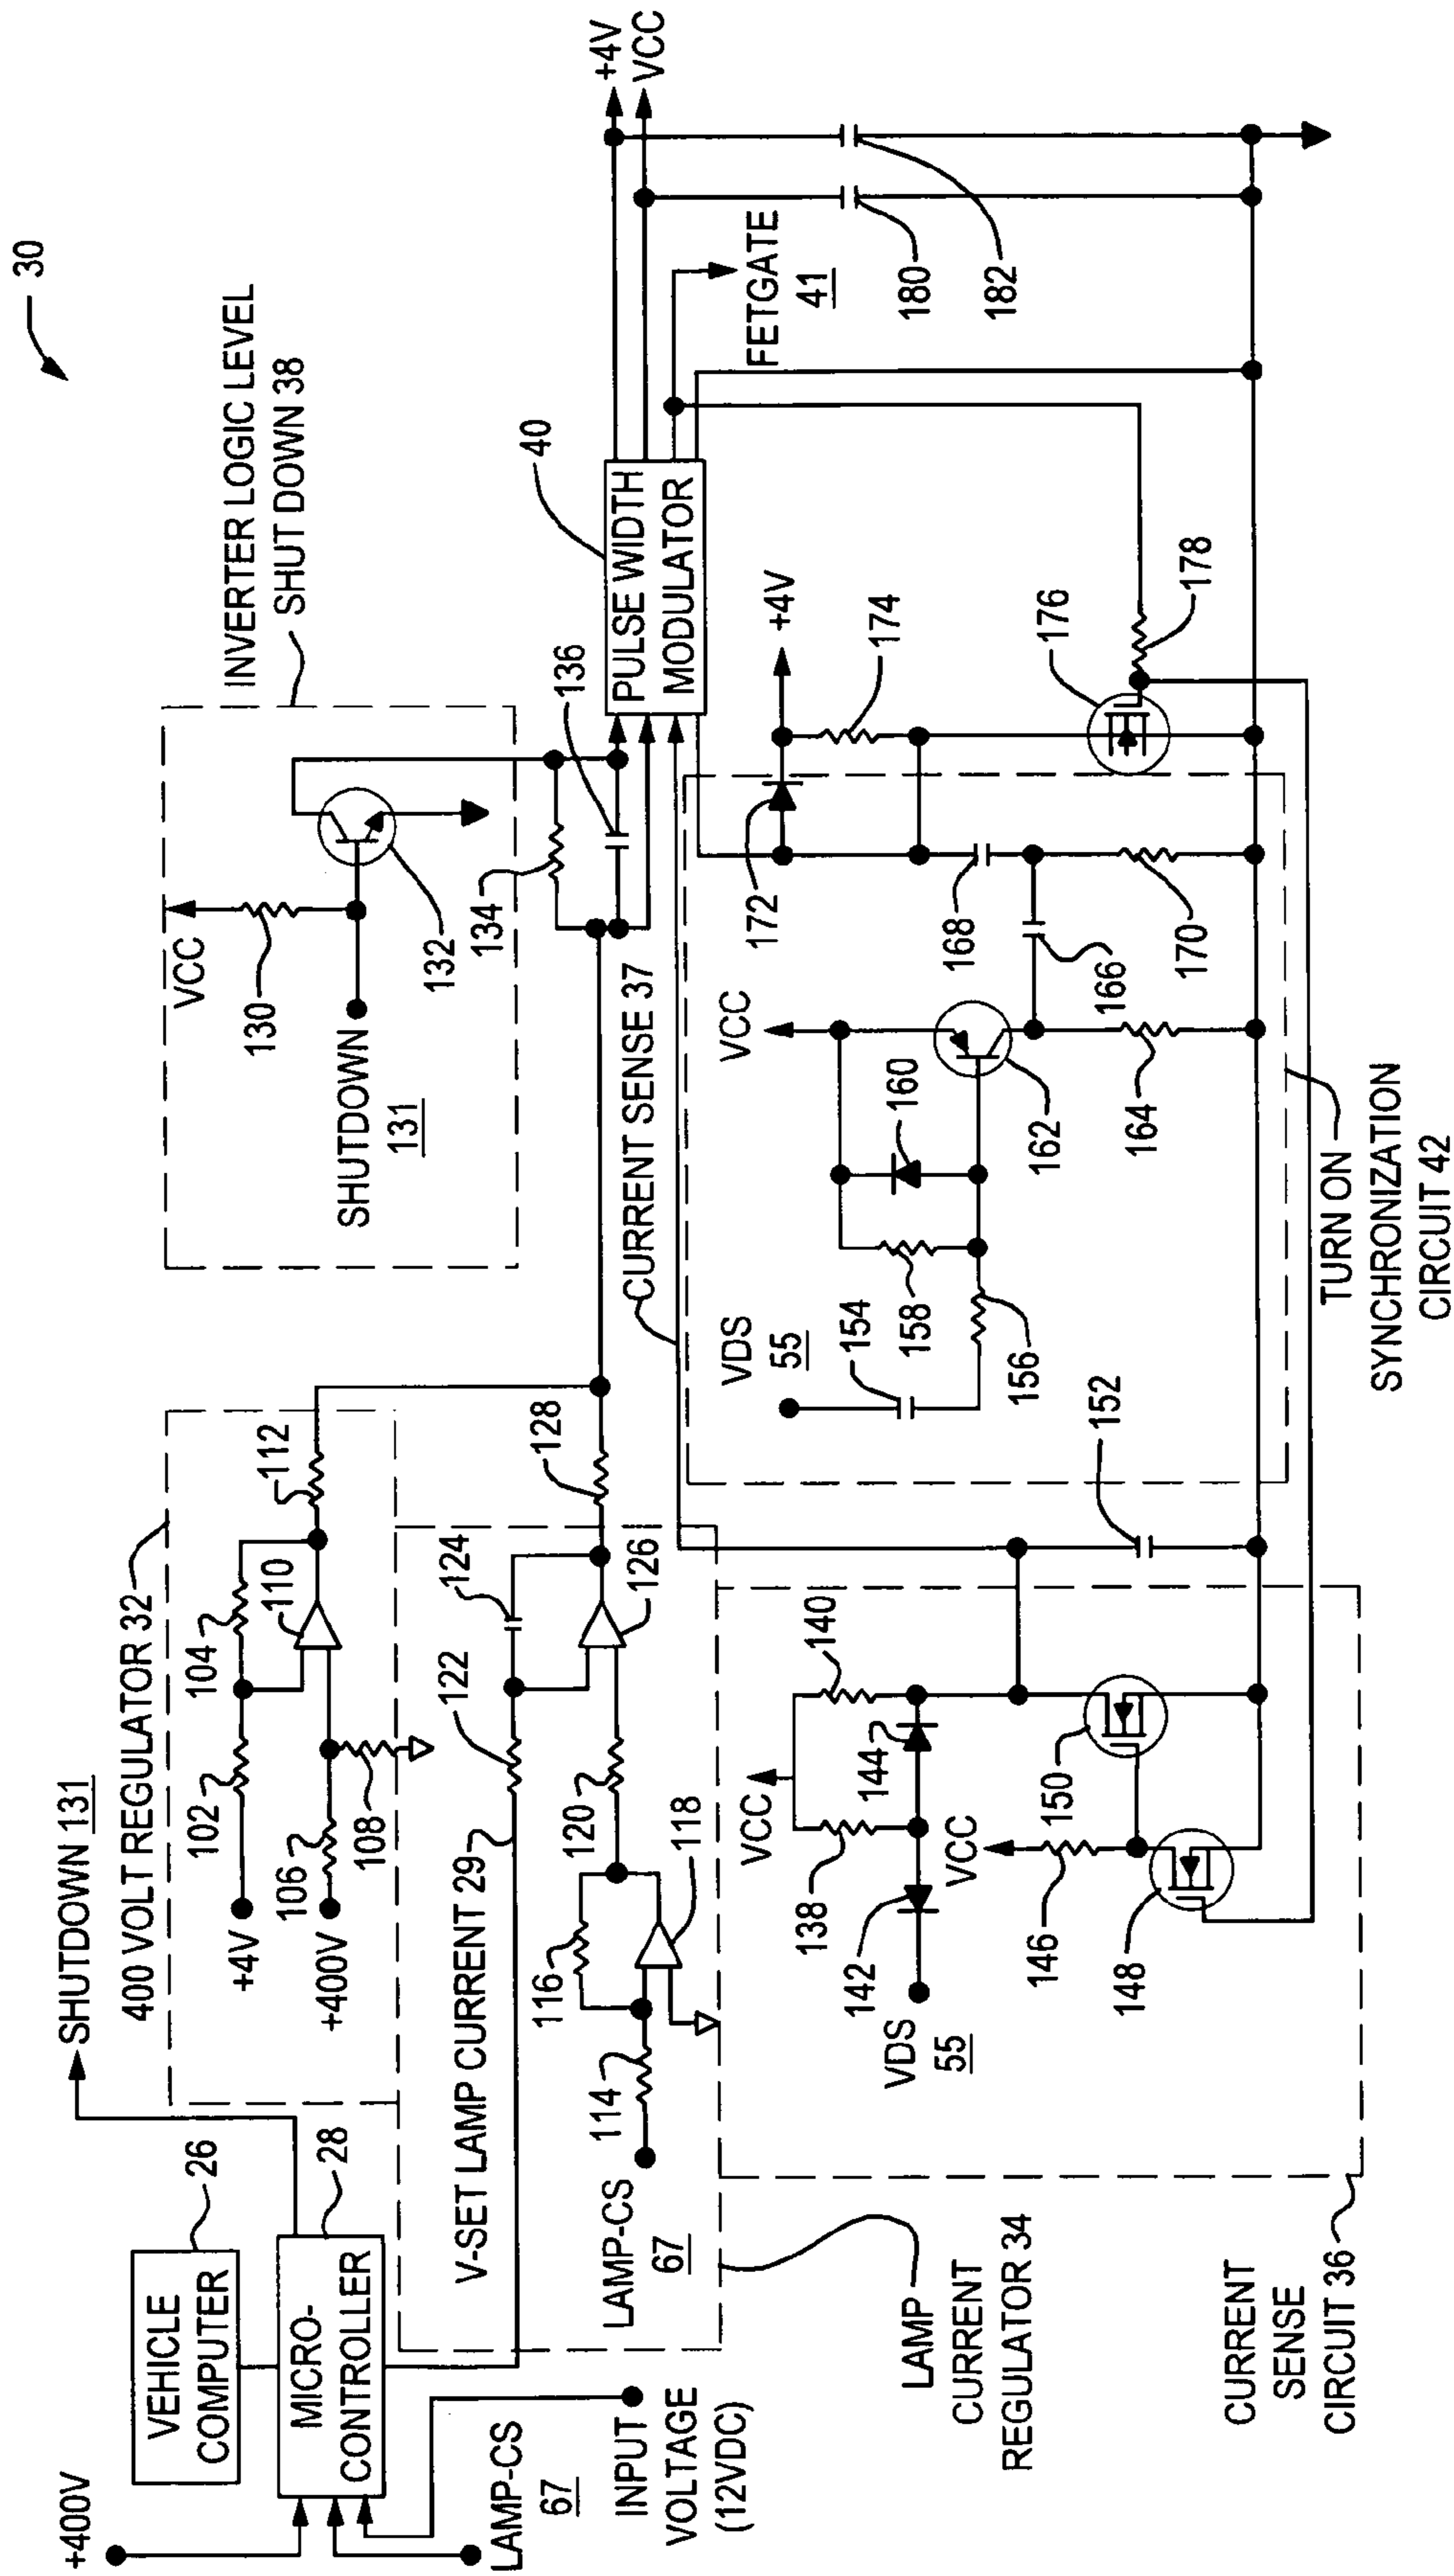 30
+400V
VEHICLE
COMPUTER
26
MICRO-
CONTROLLER
28
LAMP-CS
67
INPUT
VOLTAGE
(12VDC)
SHUTDOWN 131
400 VOLT REGULATOR 32
+4V
102
104
+400V
106
108
110
112
V-SET LAMP CURRENT 29
122
124
LAMP-CS
67
114
116
118
120
126
128
LAMP
CURRENT
REGULATOR 34
INVERTER LOGIC LEVEL
SHUT DOWN 38
VCC
130
SHUTDOWN
131
132
134
136
CURRENT SENSE 37
40
PULSE WIDTH
MODULATOR
+4V
VCC
FETGATE
41
180
182
VCC
138
140
142
144
VDS
55
VCC
146
148
150
152
CURRENT
SENSE
CIRCUIT 36
VDS
55
154
156
158
160
VCC
162
164
166
168
170
172
+4V
174
176
178
TURN ON
SYNCHRONIZATION
CIRCUIT 42